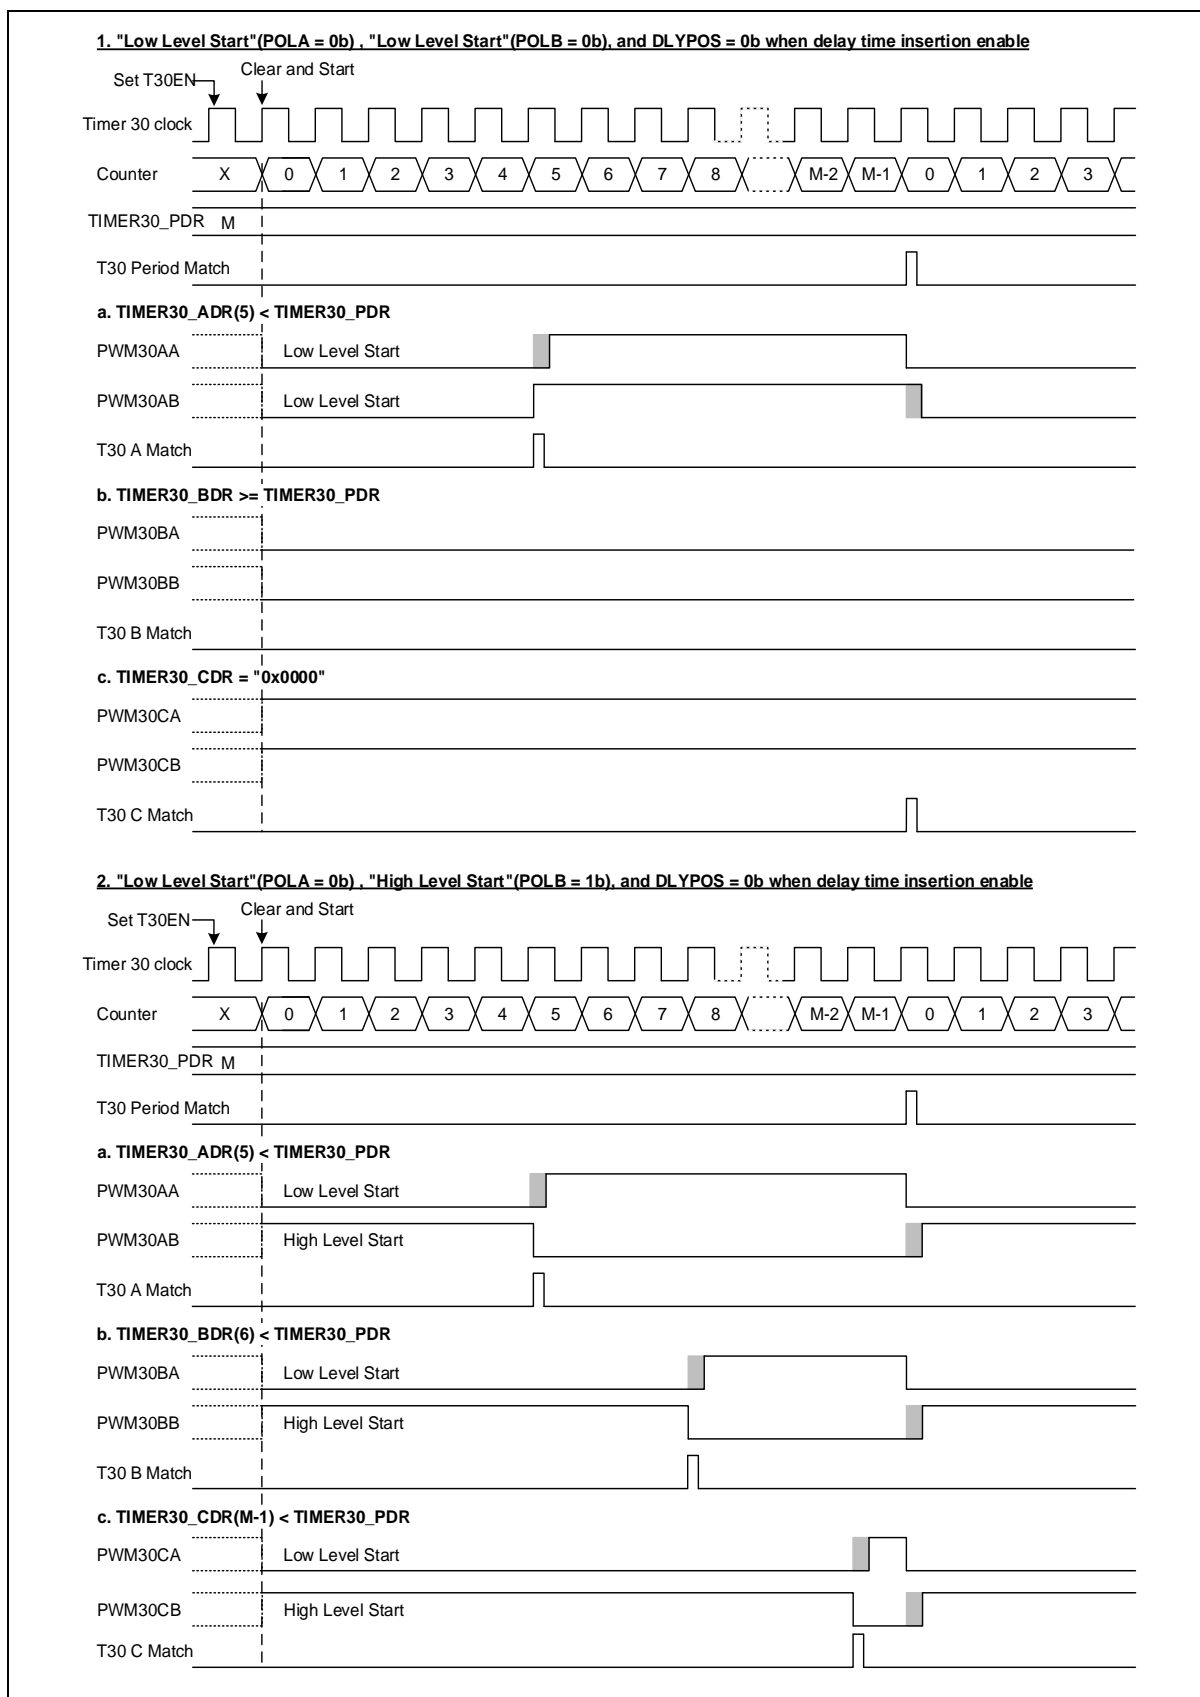 1. "Low Level Start"(POLA = 0b) , "Low Level Start"(POLB = 0b), and DLYPOS = 0b when delay time insertion enable
Set T30EN
Clear and Start
Timer 30 clock
Counter X 0 1 2 3 4 5 6 7 8 M-2 M-1 0 1 2 3
TIMER30_PDR M
T30 Period Match
a. TIMER30_ADR(5) < TIMER30_PDR
PWM30AA Low Level Start
PWM30AB Low Level Start
T30 A Match
b. TIMER30_BDR >= TIMER30_PDR
PWM30BA
PWM30BB
T30 B Match
c. TIMER30_CDR = "0x0000"
PWM30CA
PWM30CB
T30 C Match
2. "Low Level Start"(POLA = 0b) , "High Level Start"(POLB = 1b), and DLYPOS = 0b when delay time insertion enable
Set T30EN
Clear and Start
Timer 30 clock
Counter X 0 1 2 3 4 5 6 7 8 M-2 M-1 0 1 2 3
TIMER30_PDR M
T30 Period Match
a. TIMER30_ADR(5) < TIMER30_PDR
PWM30AA Low Level Start
PWM30AB High Level Start
T30 A Match
b. TIMER30_BDR(6) < TIMER30_PDR
PWM30BA Low Level Start
PWM30BB High Level Start
T30 B Match
c. TIMER30_CDR(M-1) < TIMER30_PDR
PWM30CA Low Level Start
PWM30CB High Level Start
T30 C Match